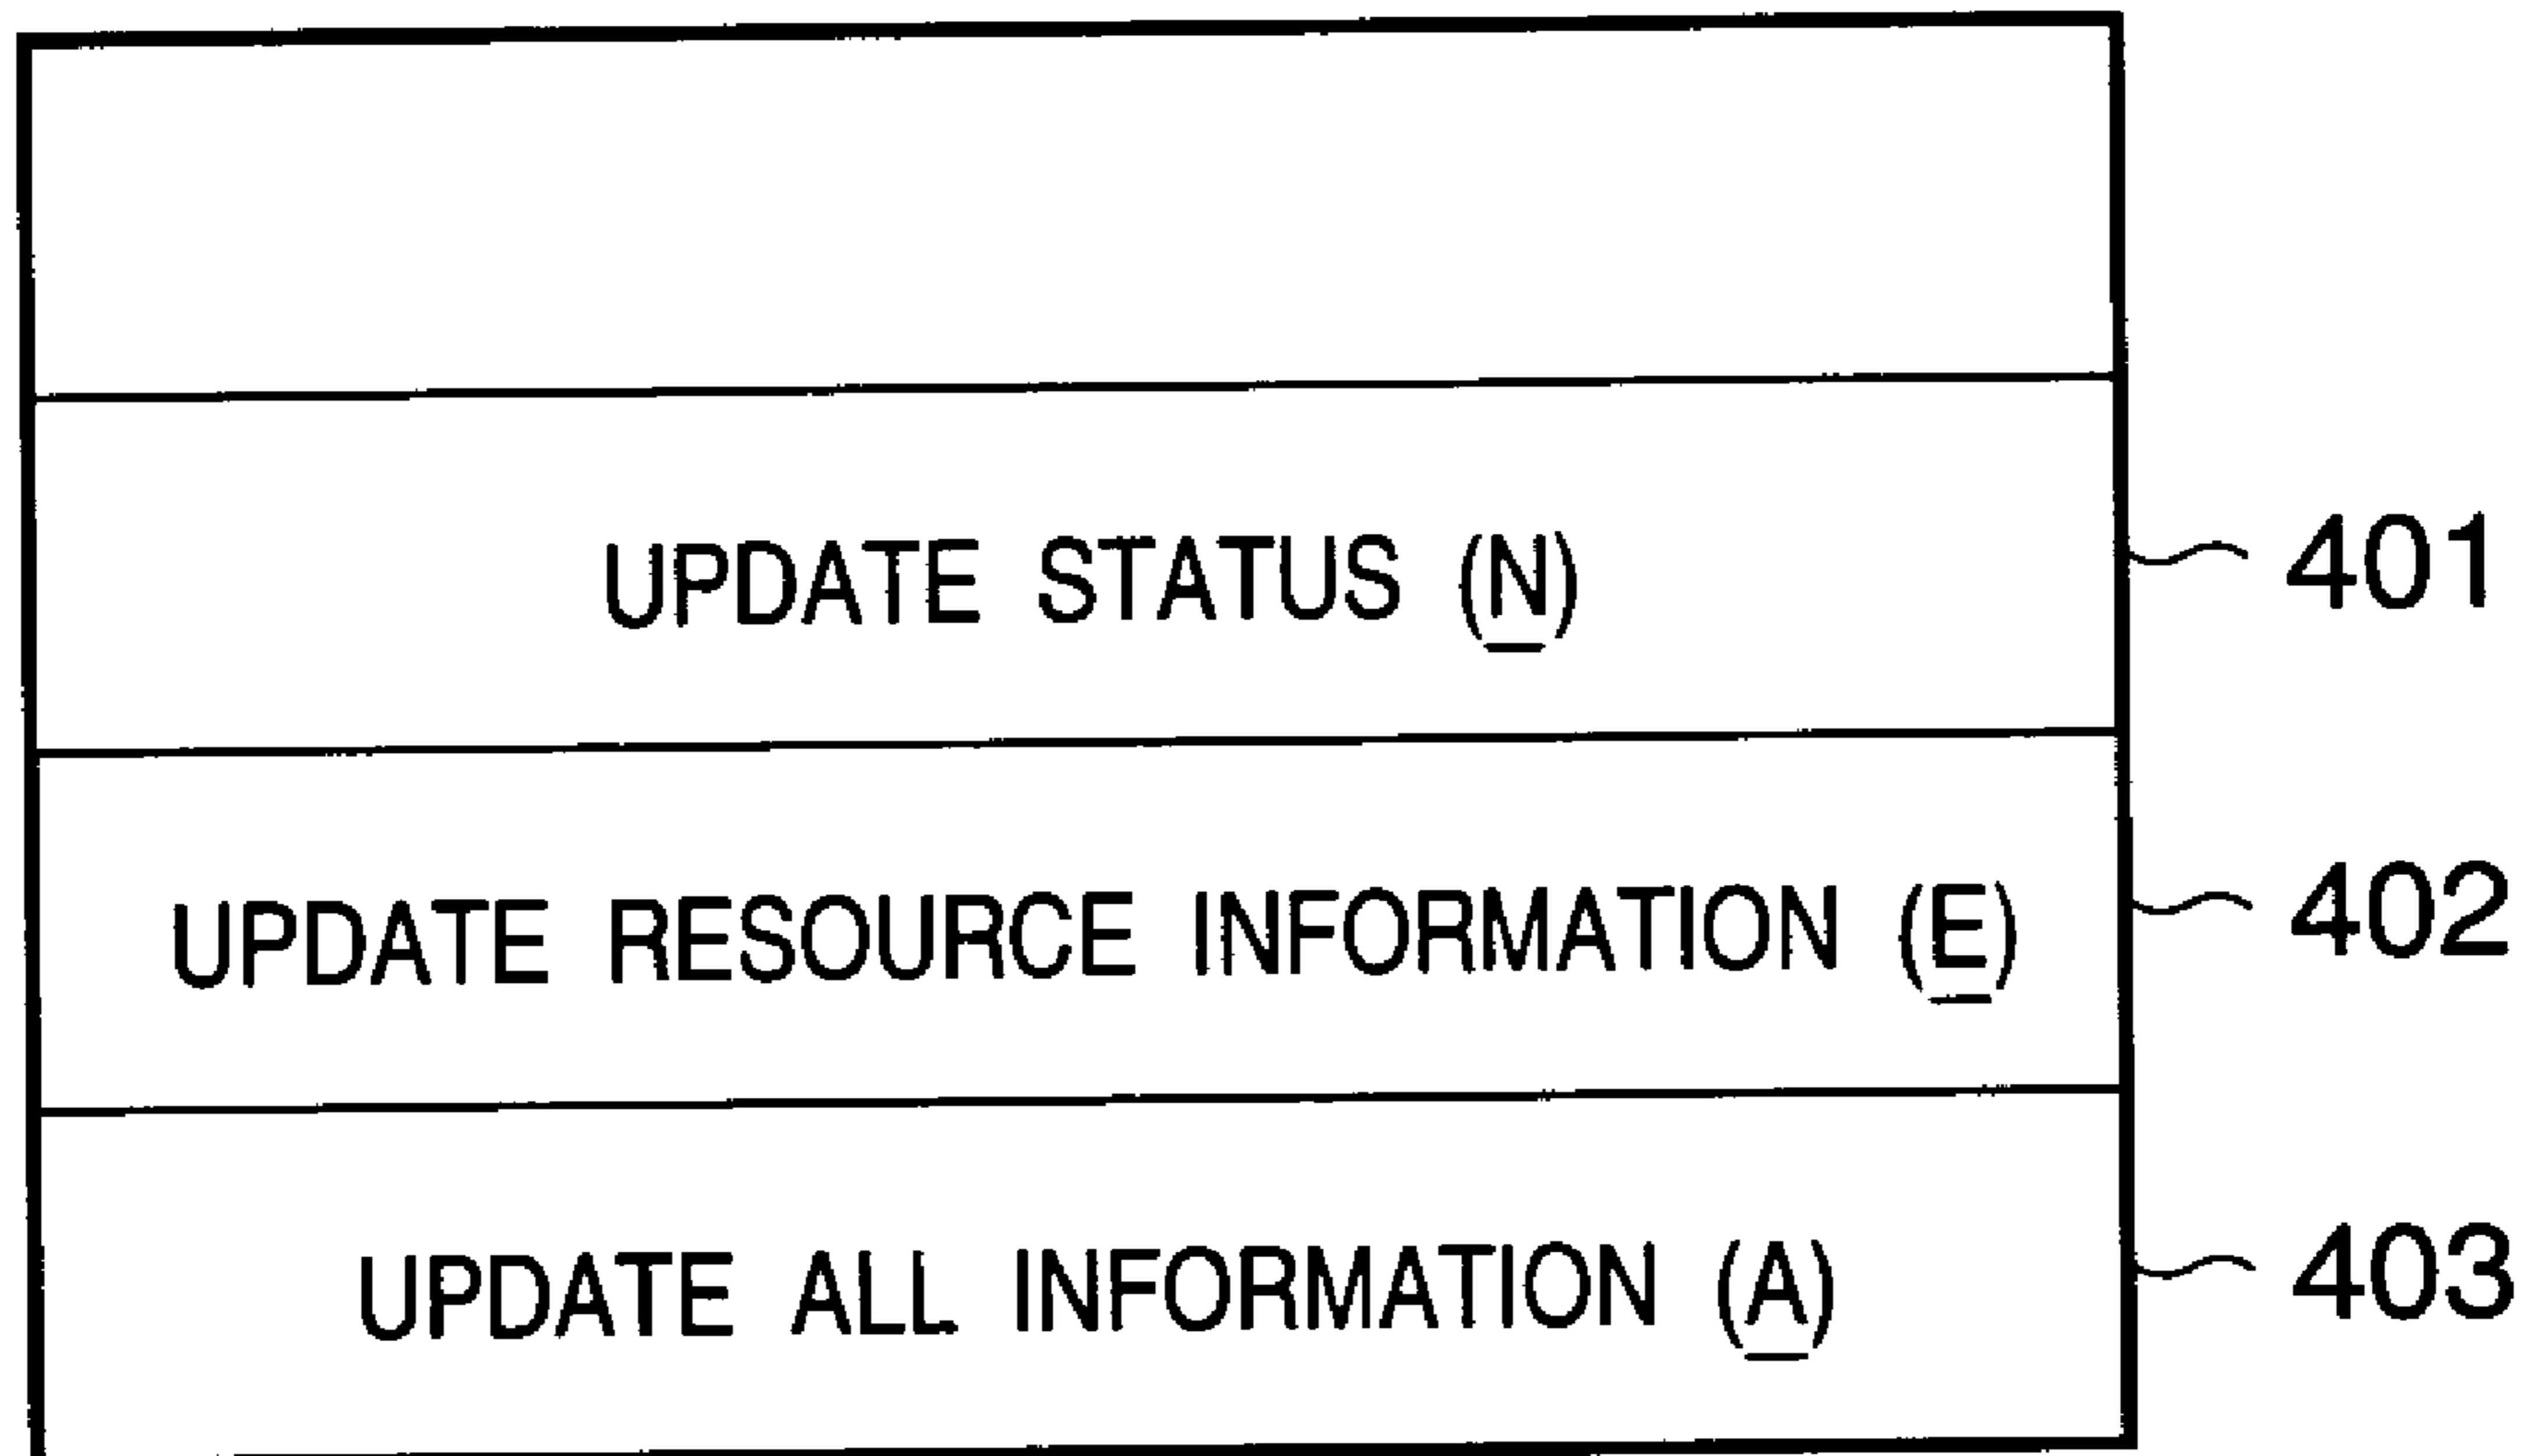 UPDATE STATUS (N) 401
UPDATE RESOURCE INFORMATION (E) 402
UPDATE ALL INFORMATION (A) 403